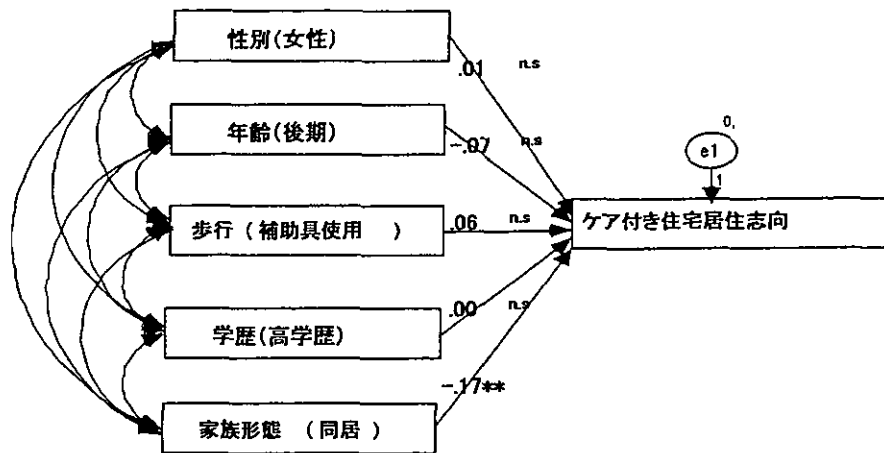 性別(女性)
.01 n.s
年齢(後期)
-.07 n.s
0,
e1
1
歩行 ( 補助具使用 )
.06 n.s
ケア付き住宅居住志向
学歴(高学歴)
.00 n.s
家族形態 ( 同居 )
-.17**